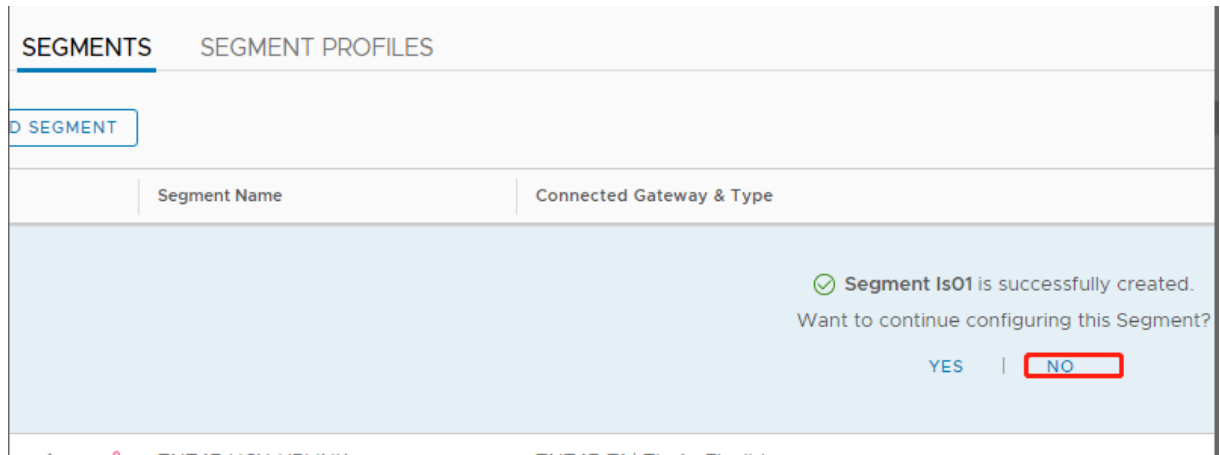 SEGMENTS SEGMENT PROFILES
D SEGMENT
Segment Name Connected Gateway & Type
Segment ls01 is successfully created.
Want to continue configuring this Segment?
YES | NO